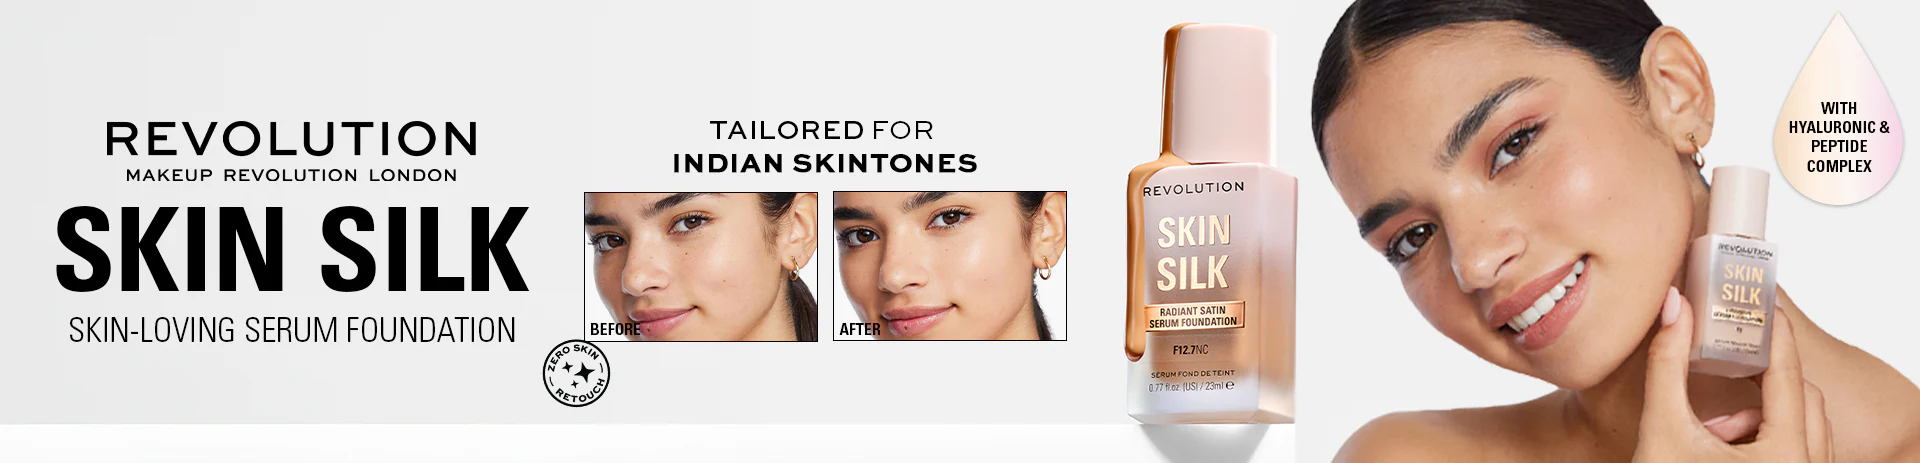 REVOLUTION
MAKEUP REVOLUTION LONDON
SKIN SILK
SKIN-LOVING SERUM FOUNDATION
ZERO SKIN
RETOUCH
TAILORED FOR
INDIAN SKINTONES
BEFORE
AFTER
REVOLUTION
SKIN
SILK
RADIANT SATIN
SERUM FOUNDATION
F12.7NC
SERUM FOND DE TEINT
0.77 fl.oz. (US) / 23ml e
REVOLUTION
SKIN
SILK
WITH
HYALURONIC &
PEPTIDE
COMPLEX